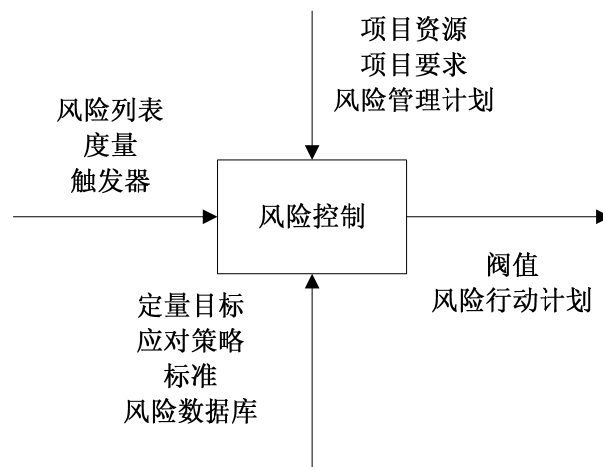 项目资源
项目要求
风险管理计划
风险列表
度量
触发器
风险控制
阀值
风险行动计划
定量目标
应对策略
标准
风险数据库